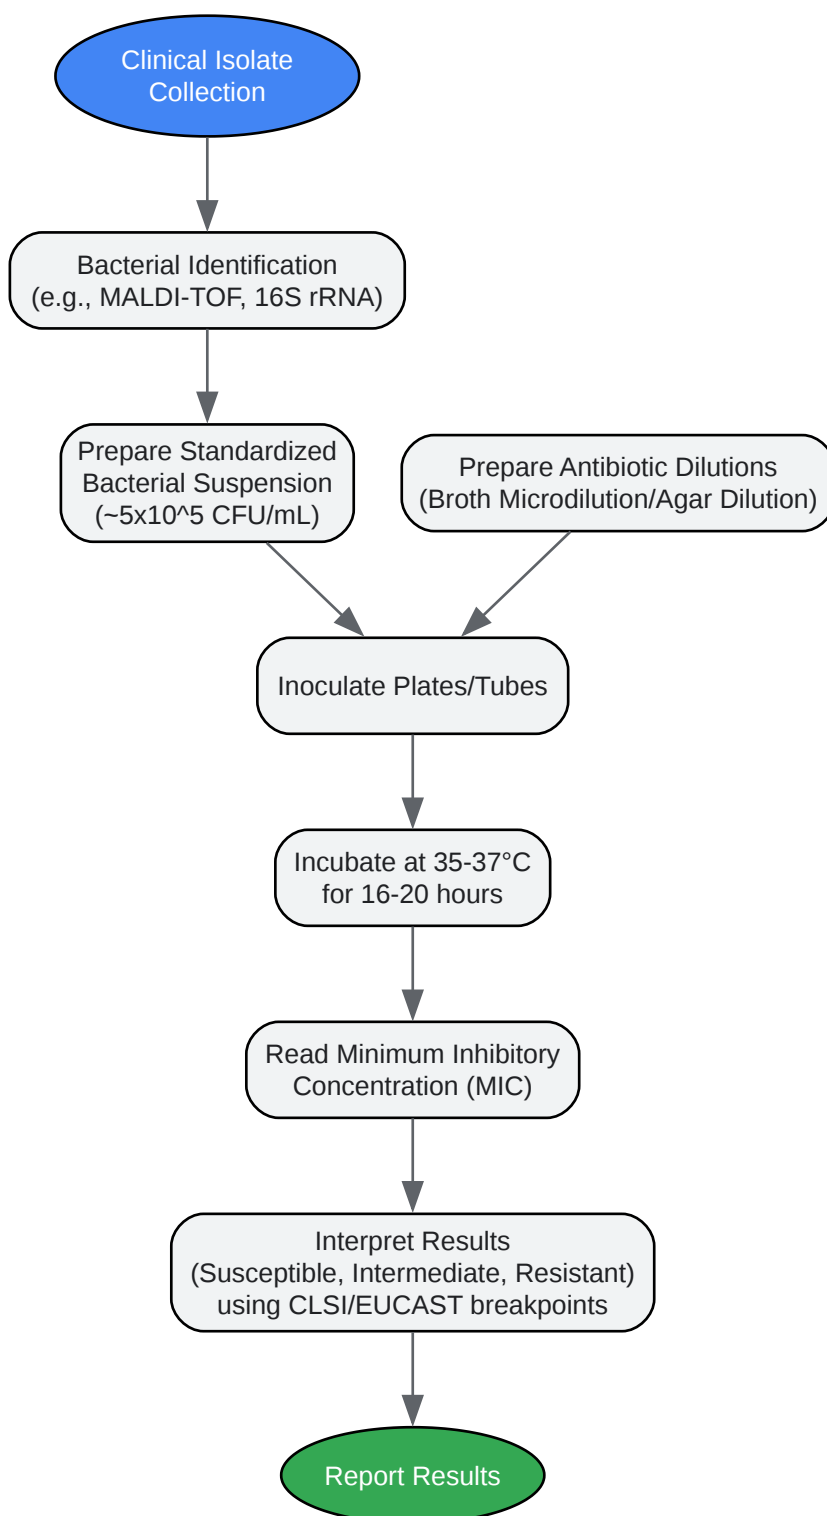 Clinical Isolate
Collection
Bacterial Identification
(e.g., MALDI-TOF, 16S rRNA)
Prepare Standardized
Bacterial Suspension
(~5x10^5 CFU/mL)
Prepare Antibiotic Dilutions
(Broth Microdilution/Agar Dilution)
Inoculate Plates/Tubes
Incubate at 35-37°C
for 16-20 hours
Read Minimum Inhibitory
Concentration (MIC)
Interpret Results
(Susceptible, Intermediate, Resistant)
using CLSI/EUCAST breakpoints
Report Results